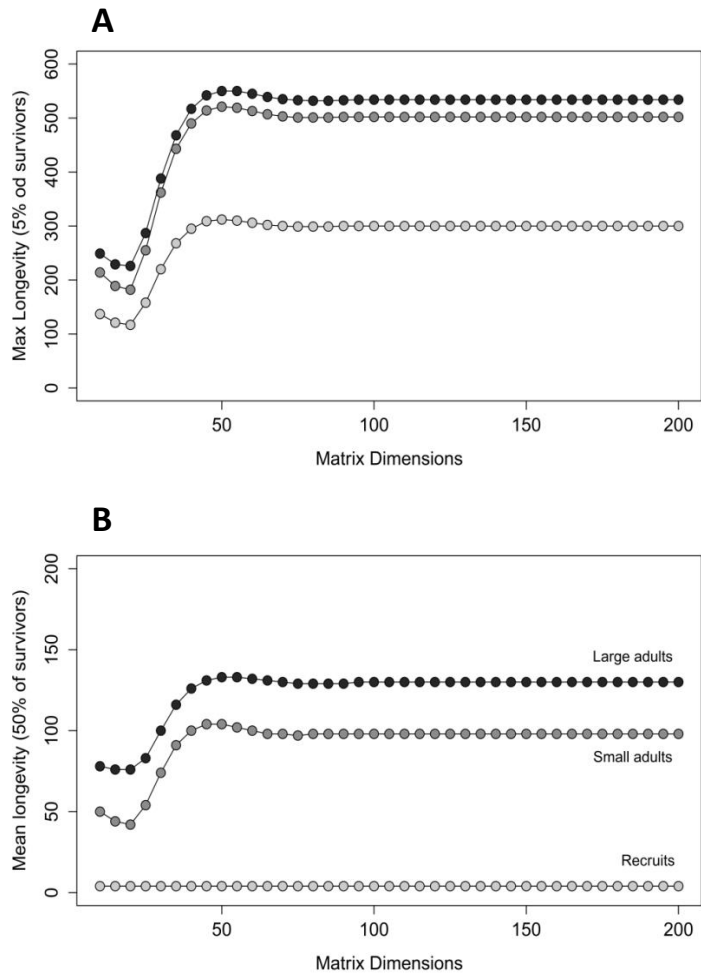 A
Max Longevity (5% od survivors)
600
500
400
300
200
100
0
50
100
150
200
Matrix Dimensions
B
Mean longevity (50% of survivors)
200
150
100
50
0
Large adults
Small adults
Recruits
50
100
150
200
Matrix Dimensions